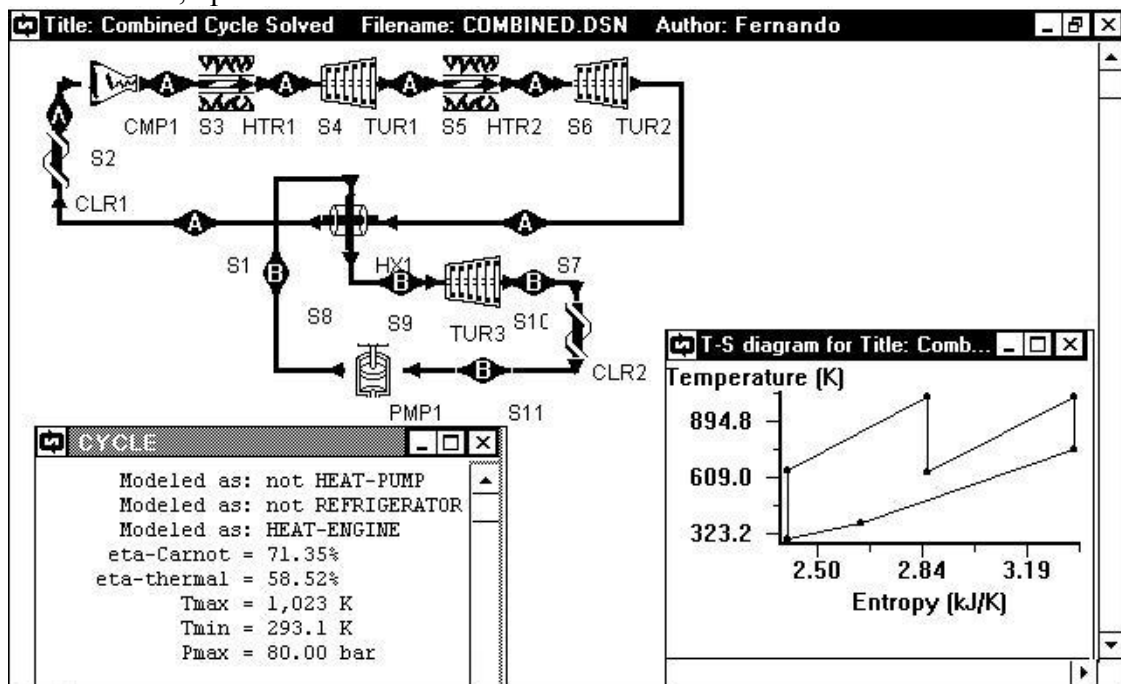 Title: Combined Cycle Solved Filename: COMBINED.DSN Author: Fernando
A A A A A
CMP1 S3 HTR1 S4 TUR1 S5 HTR2 S6 TUR2
S2
CLR1
A A
S1 B HX1 B B S7
S8 S9 TUR3 S10
B CLR2
PMP1 S11
CYCLE
Modeled as: not HEAT-PUMP
Modeled as: not REFRIGERATOR
Modeled as: HEAT-ENGINE
eta-Carnot = 71.35%
eta-thermal = 58.52%
Tmax = 1,023 K
Tmin = 293.1 K
Pmax = 80.00 bar
T-S diagram for Title: Comb...
Temperature (K)
894.8
609.0
323.2
2.50 2.84 3.19
Entropy (kJ/K)